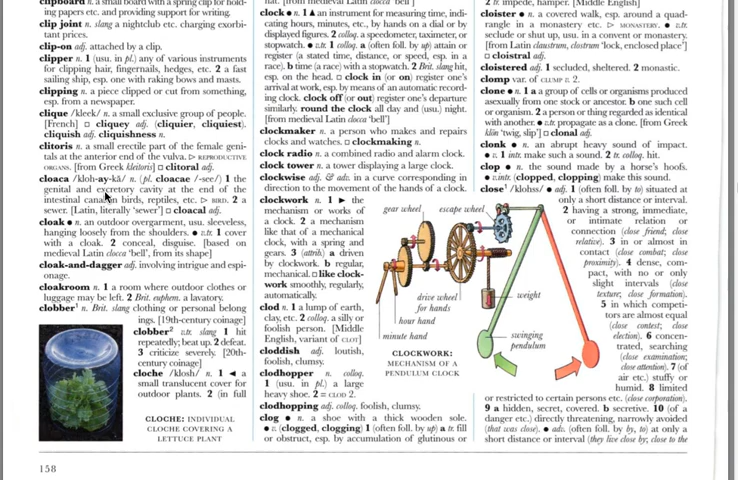 clipboard n. a small board with a spring clip for hold-
ing papers etc. and providing support for writing.
clip joint n. slang a nightclub etc. charging exorbi-
tant prices.
clip-on adj. attached by a clip.
clipper n. 1 (usu. in pl.) any of various instruments
for clipping hair, fingernails, hedges, etc. 2 a fast
sailing ship, esp. one with raking bows and masts.
clipping n. a piece clipped or cut from something,
esp. from a newspaper.
clique /kleek/ n. a small exclusive group of people.
[French] □ cliquey adj. (cliquier, cliquiest).
cliquish adj. cliquishness n.
clitoris n. a small erectile part of the female geni-
tals at the anterior end of the vulva. ▷ REPRODUCTIVE
ORGANS. [from Greek kleitoris] □ clitoral adj.
cloaca /kloh-ay-kă/ n. (pl. cloacae /-see/) 1 the
genital and excretory cavity at the end of the
intestinal canal in birds, reptiles, etc. ▷ BIRD. 2 a
sewer. [Latin, literally 'sewer'] □ cloacal adj.
cloak ● n. an outdoor overgarment, usu. sleeveless,
hanging loosely from the shoulders. ● v.tr. 1 cover
with a cloak. 2 conceal, disguise. [based on
medieval Latin clocca 'bell', from its shape]
cloak-and-dagger adj. involving intrigue and espi-
onage.
cloakroom n. 1 a room where outdoor clothes or
luggage may be left. 2 Brit. euphem. a lavatory.
clobber¹ n. Brit. slang clothing or personal belong-
ings. [19th-century coinage]
clobber² v.tr. slang 1 hit
repeatedly; beat up. 2 defeat.
3 criticize severely. [20th-
century coinage]
cloche /klosh/ n. 1 ◄ a
small translucent cover for
outdoor plants. 2 (in full
CLOCHE: INDIVIDUAL
CLOCHE COVERING A
LETTUCE PLANT
hat. [from medieval Latin clocca 'bell']
clock ● n. 1 a an instrument for measuring time, indi-
cating hours, minutes, etc., by hands on a dial or by
displayed figures. 2 colloq. a speedometer, taximeter, or
stopwatch. ● v.tr. 1 colloq. a (often foll. by up) attain or
register (a stated time, distance, or speed, esp. in a
race). b time (a race) with a stopwatch. 2 Brit. slang hit,
esp. on the head. □ clock in (or on) register one's
arrival at work, esp. by means of an automatic record-
ing clock. clock off (or out) register one's departure
similarly. round the clock all day and (usu.) night.
[from medieval Latin clocca 'bell']
clockmaker n. a person who makes and repairs
clocks and watches. □ clockmaking n.
clock radio n. a combined radio and alarm clock.
clock tower n. a tower displaying a large clock.
clockwise adj. & adv. in a curve corresponding in
direction to the movement of the hands of a clock.
clockwork n. 1 ► the
mechanism or works of
a clock. 2 a mechanism
like that of a mechanical
clock, with a spring and
gears. 3 (attrib.) a driven
by clockwork. b regular,
mechanical. □ like clock-
work smoothly, regularly,
automatically.
clod n. 1 a lump of earth,
clay, etc. 2 colloq. a silly or
foolish person. [Middle
English, variant of CLOT]
cloddish adj. loutish,
foolish, clumsy.
clodhopper n. colloq.
1 (usu. in pl.) a large
heavy shoe. 2 = CLOD 2.
clodhopping adj. colloq. foolish, clumsy.
clog ● n. a shoe with a thick wooden sole.
● v. (clogged, clogging) 1 (often foll. by up) a tr. fill
or obstruct, esp. by accumulation of glutinous or
gear wheel
escape wheel
drive wheel
for hands
weight
hour hand
minute hand
swinging
pendulum
CLOCKWORK:
MECHANISM OF A
PENDULUM CLOCK
2 tr. impede, hamper. [Middle English]
cloister ● n. a covered walk, esp. around a quad-
rangle in a monastery etc. ▷ MONASTERY. ● v.tr.
seclude or shut up, usu. in a convent or monastery.
[from Latin claustrum, clostrum 'lock, enclosed place']
□ cloistral adj.
cloistered adj. 1 secluded, sheltered. 2 monastic.
clomp var. of CLUMP v. 2.
clone ● n. 1 a a group of cells or organisms produced
asexually from one stock or ancestor. b one such cell
or organism. 2 a person or thing regarded as identical
with another. ● v.tr. propagate as a clone. [from Greek
klōn 'twig, slip'] □ clonal adj.
clonk n. an abrupt heavy sound of impact.
● v. 1 intr. make such a sound. 2 tr. colloq. hit.
clop ● n. the sound made by a horse's hoofs.
● v.intr. (clopped, clopping) make this sound.
close¹ /klohss/ ● adj. 1 (often foll. by to) situated at
only a short distance or interval.
2 having a strong, immediate,
or intimate relation or
connection (close friend; close
relative). 3 in or almost in
contact (close combat; close
proximity). 4 dense, com-
pact, with no or only
slight intervals (close
texture; close formation).
5 in which competi-
tors are almost equal
(close contest; close
election). 6 concen-
trated, searching
(close examination;
close attention). 7 (of
air etc.) stuffy or
humid. 8 limited
or restricted to certain persons etc. (close corporation).
9 a hidden, secret, covered. b secretive. 10 (of a
danger etc.) directly threatening, narrowly avoided
(that was close). ● adv. (often foll. by by, to) at only a
short distance or interval (they live close by; close to the
158